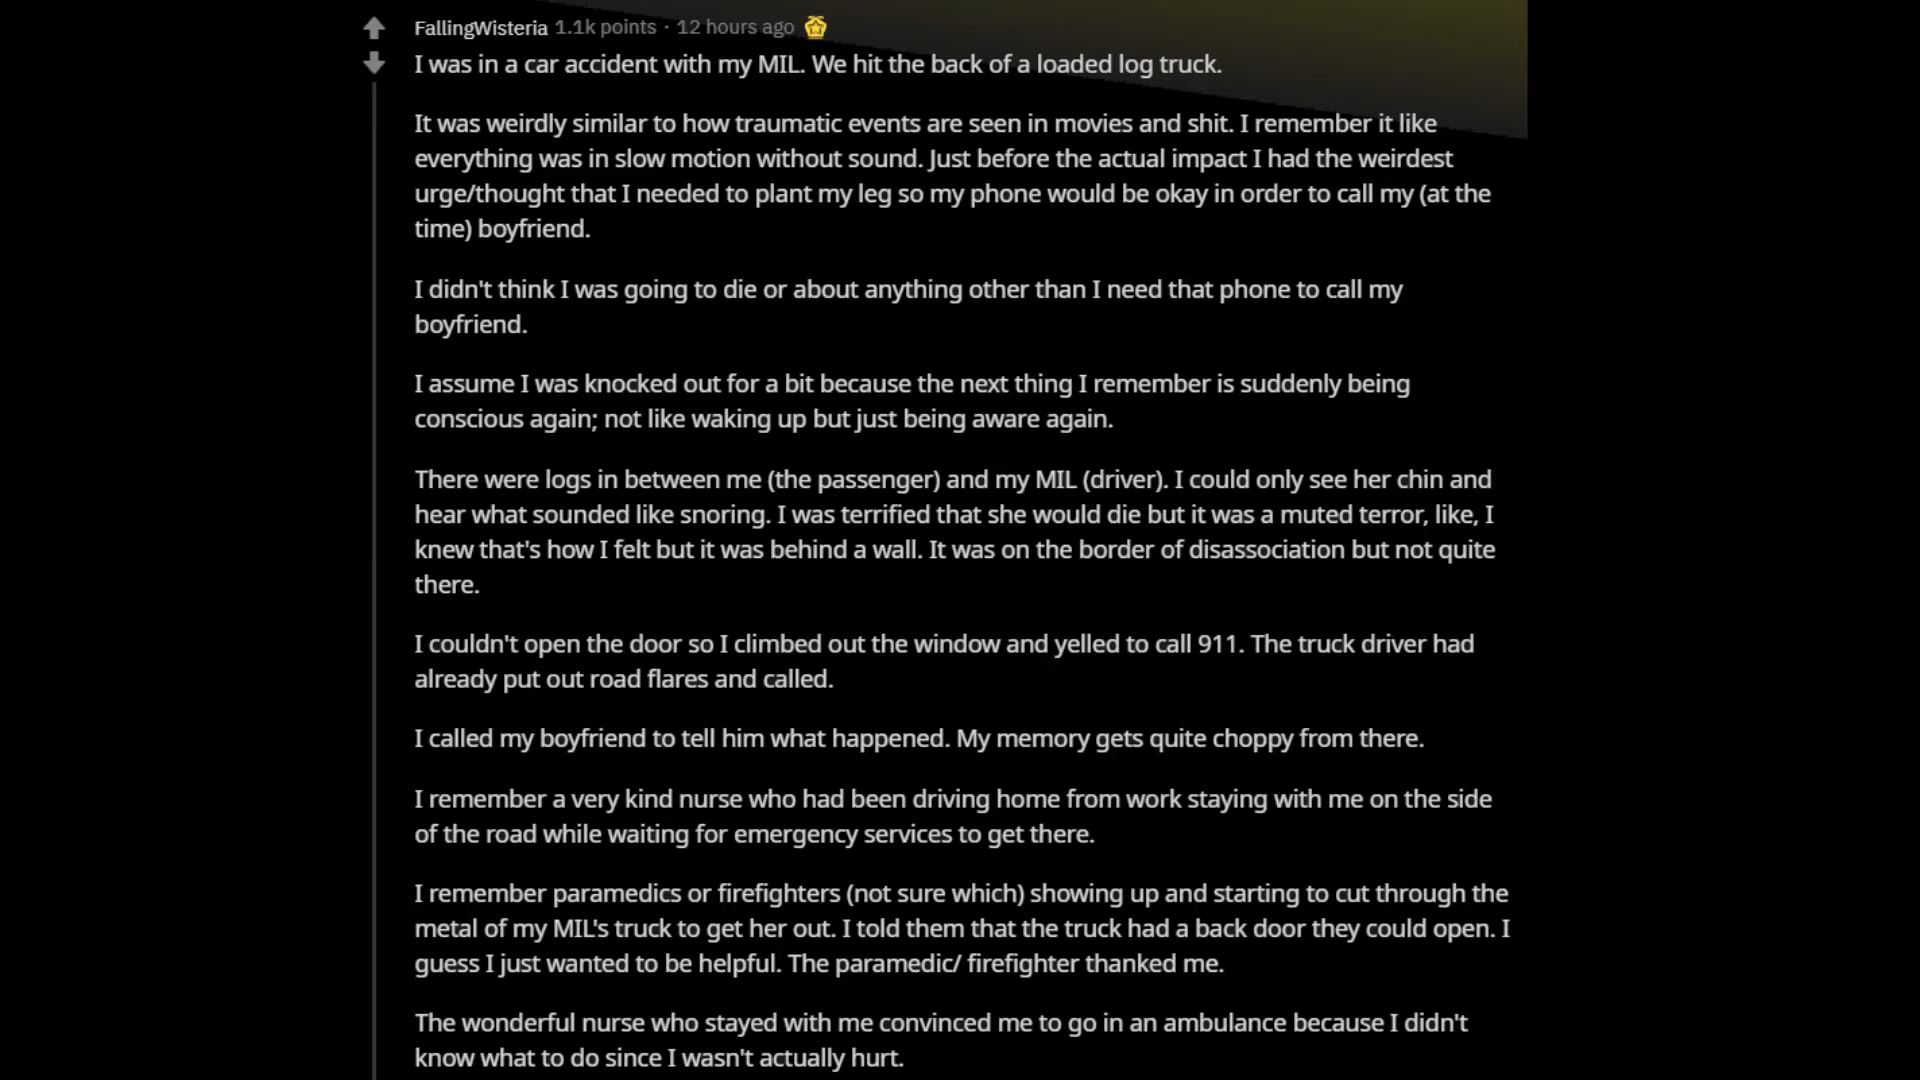 FallingWisteria 1.1k points · 12 hours ago
I was in a car accident with my MIL. We hit the back of a loaded log truck.
It was weirdly similar to how traumatic events are seen in movies and shit. I remember it like
everything was in slow motion without sound. Just before the actual impact I had the weirdest
urge/thought that I needed to plant my leg so my phone would be okay in order to call my (at the
time) boyfriend.
I didn't think I was going to die or about anything other than I need that phone to call my
boyfriend.
I assume I was knocked out for a bit because the next thing I remember is suddenly being
conscious again; not like waking up but just being aware again.
There were logs in between me (the passenger) and my MIL (driver). I could only see her chin and
hear what sounded like snoring. I was terrified that she would die but it was a muted terror, like, I
knew that's how I felt but it was behind a wall. It was on the border of disassociation but not quite
there.
I couldn't open the door so I climbed out the window and yelled to call 911. The truck driver had
already put out road flares and called.
I called my boyfriend to tell him what happened. My memory gets quite choppy from there.
I remember a very kind nurse who had been driving home from work staying with me on the side
of the road while waiting for emergency services to get there.
I remember paramedics or firefighters (not sure which) showing up and starting to cut through the
metal of my MIL's truck to get her out. I told them that the truck had a back door they could open. I
guess I just wanted to be helpful. The paramedic/ firefighter thanked me.
The wonderful nurse who stayed with me convinced me to go in an ambulance because I didn't
know what to do since I wasn't actually hurt.